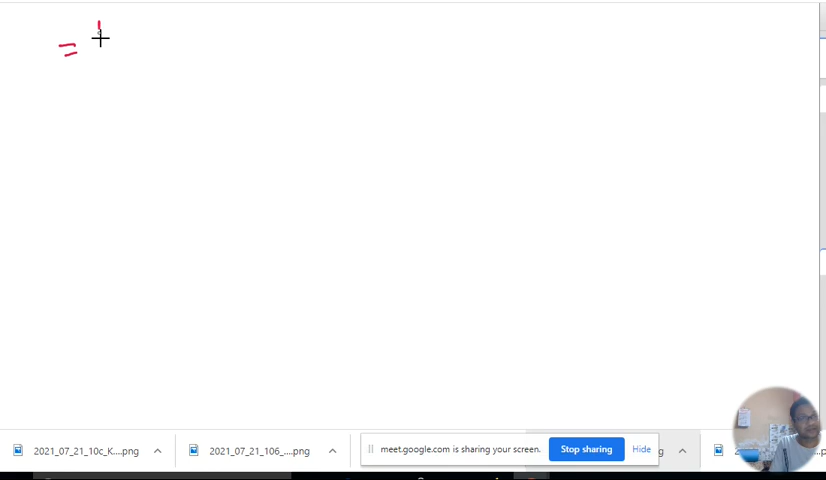 =
2021_07_21_10c_K....png
2021_07_21_106_....png
meet.google.com is sharing your screen.
Stop sharing
Hide